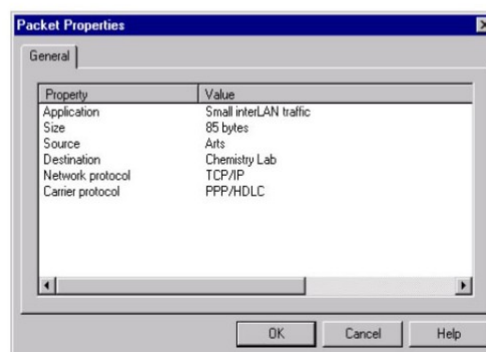 Packet Properties
General
Property Value
Application Small interLAN traffic
Size 85 bytes
Source Arts
Destination Chemistry Lab
Network protocol TCP/IP
Carrier protocol PPP/HDLC
OK Cancel Help